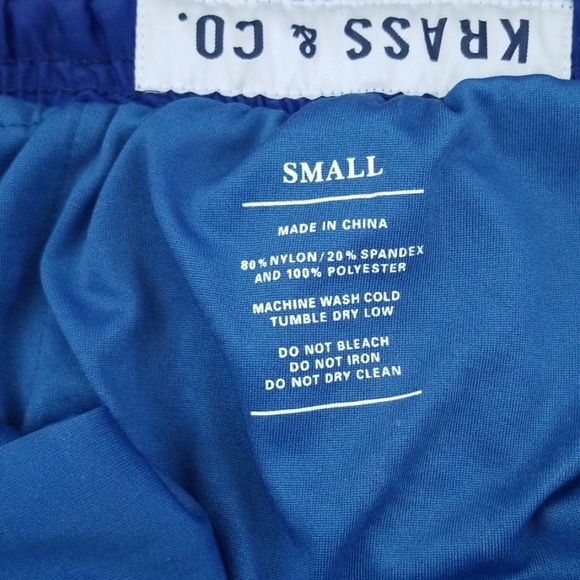 KRASS & CO.
SMALL
MADE IN CHINA
80% NYLON/20% SPANDEX
AND 100% POLYESTER
MACHINE WASH COLD
TUMBLE DRY LOW
DO NOT BLEACH
DO NOT IRON
DO NOT DRY CLEAN